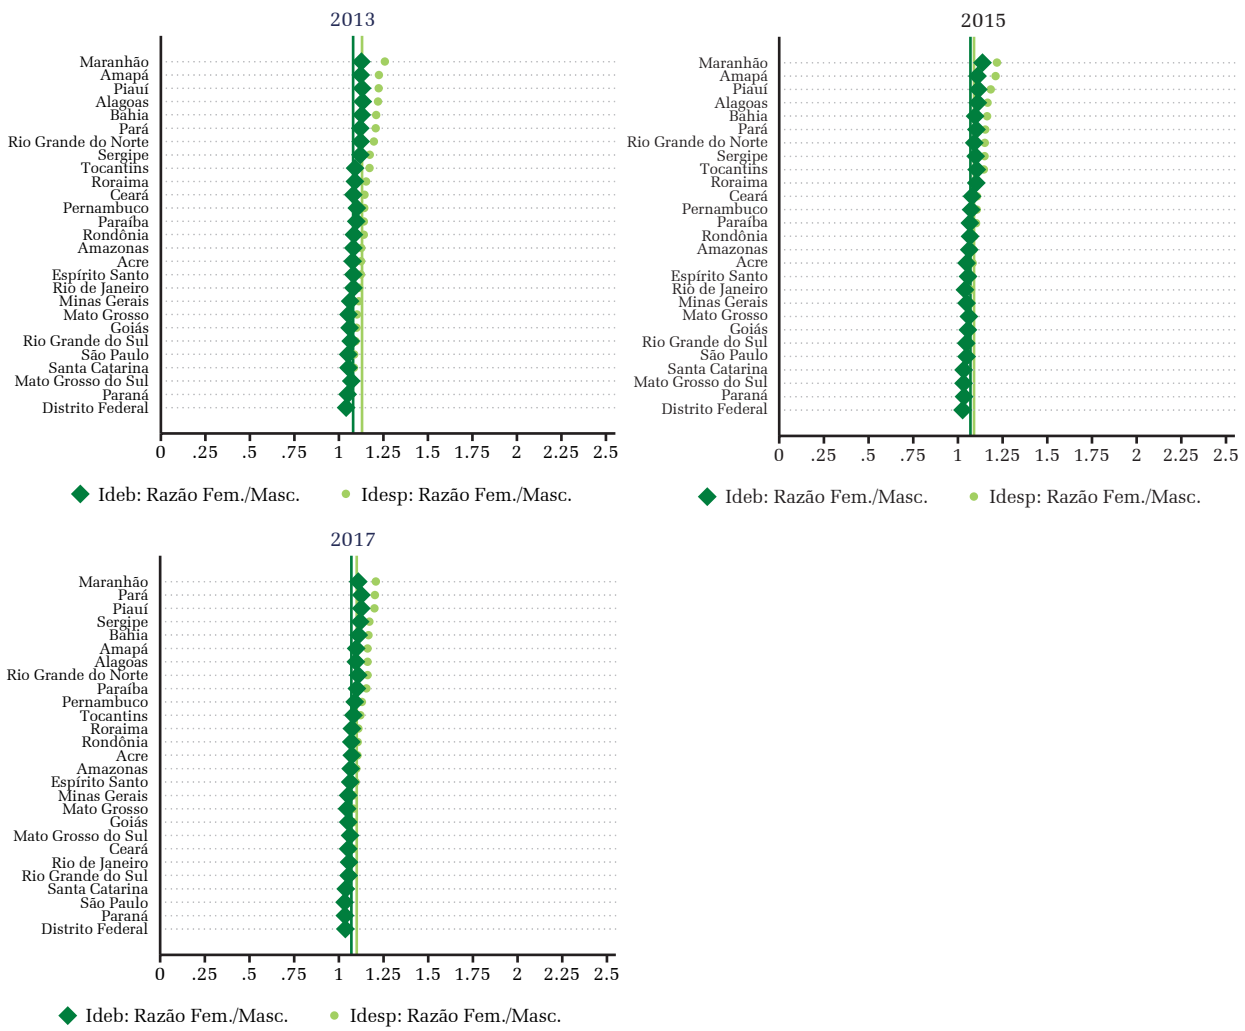 2013
Maranhão
Amapá
Piauí
Alagoas
Bahia
Pará
Rio Grande do Norte
Sergipe
Tocantins
Roraima
Ceará
Pernambuco
Paraíba
Rondônia
Amazonas
Acre
Espírito Santo
Rio de Janeiro
Minas Gerais
Mato Grosso
Goiás
Rio Grande do Sul
São Paulo
Santa Catarina
Mato Grosso do Sul
Paraná
Distrito Federal
0 .25 .5 .75 1 1.25 1.5 1.75 2 2.25 2.5
Ideb: Razão Fem./Masc. Idesp: Razão Fem./Masc.
2015
Maranhão
Amapá
Piauí
Alagoas
Bahia
Pará
Rio Grande do Norte
Sergipe
Tocantins
Roraima
Ceará
Pernambuco
Paraíba
Rondônia
Amazonas
Acre
Espírito Santo
Rio de Janeiro
Minas Gerais
Mato Grosso
Goiás
Rio Grande do Sul
São Paulo
Santa Catarina
Mato Grosso do Sul
Paraná
Distrito Federal
0 .25 .5 .75 1 1.25 1.5 1.75 2 2.25 2.5
Ideb: Razão Fem./Masc. Idesp: Razão Fem./Masc.
2017
Maranhão
Pará
Piauí
Sergipe
Bahia
Amapá
Alagoas
Rio Grande do Norte
Paraíba
Pernambuco
Tocantins
Roraima
Rondônia
Acre
Amazonas
Espírito Santo
Minas Gerais
Mato Grosso
Goiás
Mato Grosso do Sul
Ceará
Rio de Janeiro
Rio Grande do Sul
Santa Catarina
São Paulo
Paraná
Distrito Federal
0 .25 .5 .75 1 1.25 1.5 1.75 2 2.25 2.5
Ideb: Razão Fem./Masc. Idesp: Razão Fem./Masc.